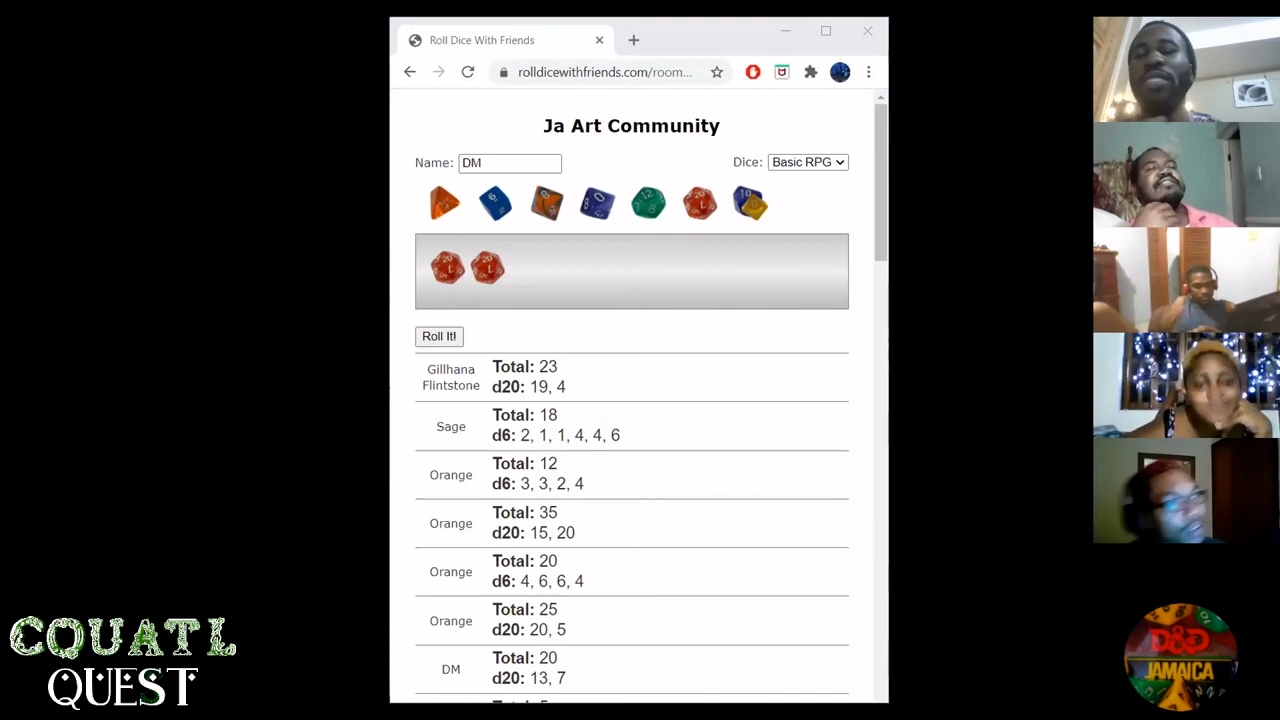 Roll Dice With Friends
rolldicewithfriends.com/room...
Ja Art Community
Name: DM
Dice: Basic RPG
Roll It!
Gillhana Flintstone
Total: 23
d20: 19, 4
Sage
Total: 18
d6: 2, 1, 1, 4, 4, 6
Orange
Total: 12
d6: 3, 3, 2, 4
Orange
Total: 35
d20: 15, 20
Orange
Total: 20
d6: 4, 6, 6, 4
Orange
Total: 25
d20: 20, 5
DM
Total: 20
d20: 13, 7
CQUATL
QUEST
D&D
JAMAICA